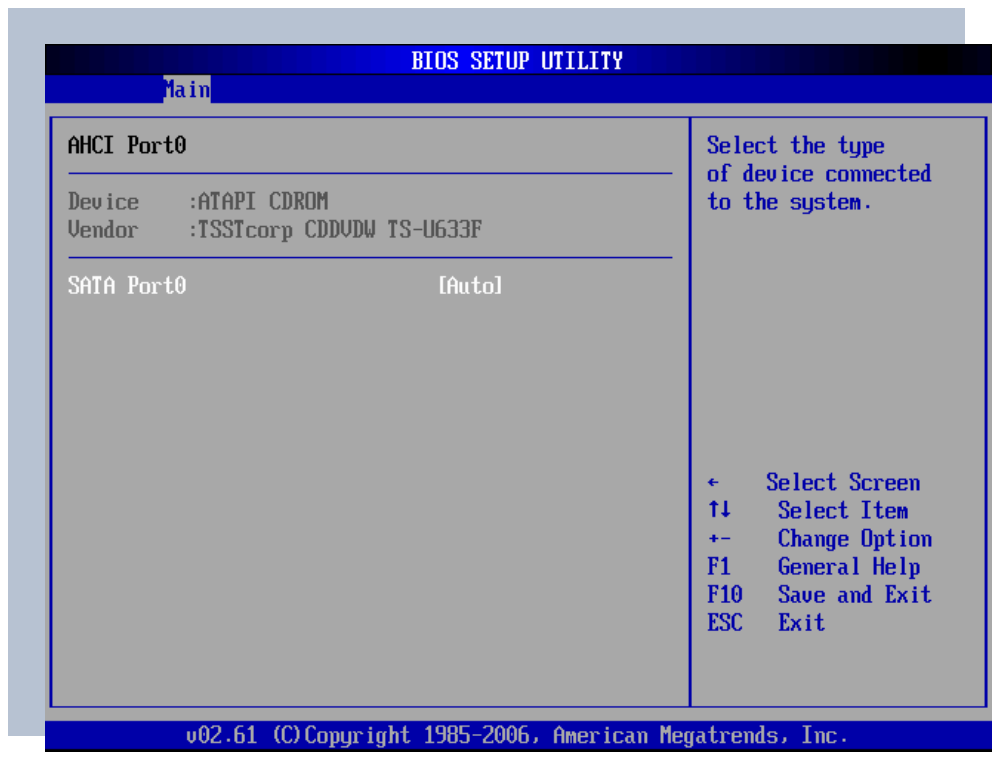 BIOS SETUP UTILITY
Main
AHCI Port0
Device :ATAPI CDROM
Vendor :TSSTcorp CDDVDW TS-U633F
SATA Port0 [Auto]
Select the type
of device connected
to the system.
← Select Screen
↑↓ Select Item
+- Change Option
F1 General Help
F10 Save and Exit
ESC Exit
v02.61 (C)Copyright 1985-2006, American Megatrends, Inc.